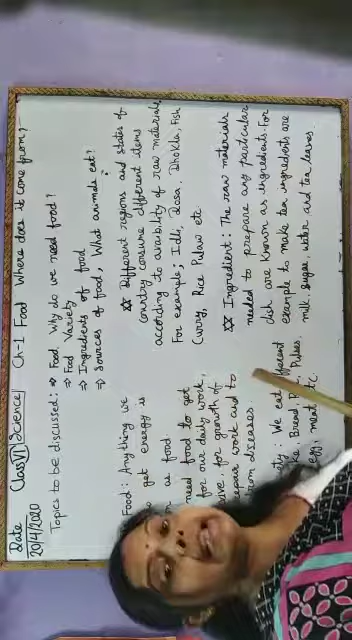 Date Class VI Science Ch-1 Food Where does it come from,-
20/4/2020
Topics to be discussed: ⇒ Food, Why do we need food?
⇒ Food Variety
⇒ Ingredients of food
⇒ Sources of food, What animals eat?
Food: Anything we
get energy is
as food.
need food to get
for our daily work,
for growth of
repair work and to
from diseases
We eat
Bread Pulses,
egg, meat
☆ Different regions and states of
country consume different items
according to avaibility of raw materials
For example, Idli, Dosa Dhokla, Fish
Curry, Rice Pulav etc.
☆ Ingredient: The raw materials
needed to prepare any particular
dish are known as ingredients. For
example to make tea ingredients are
milk, sugar water and tea leaves